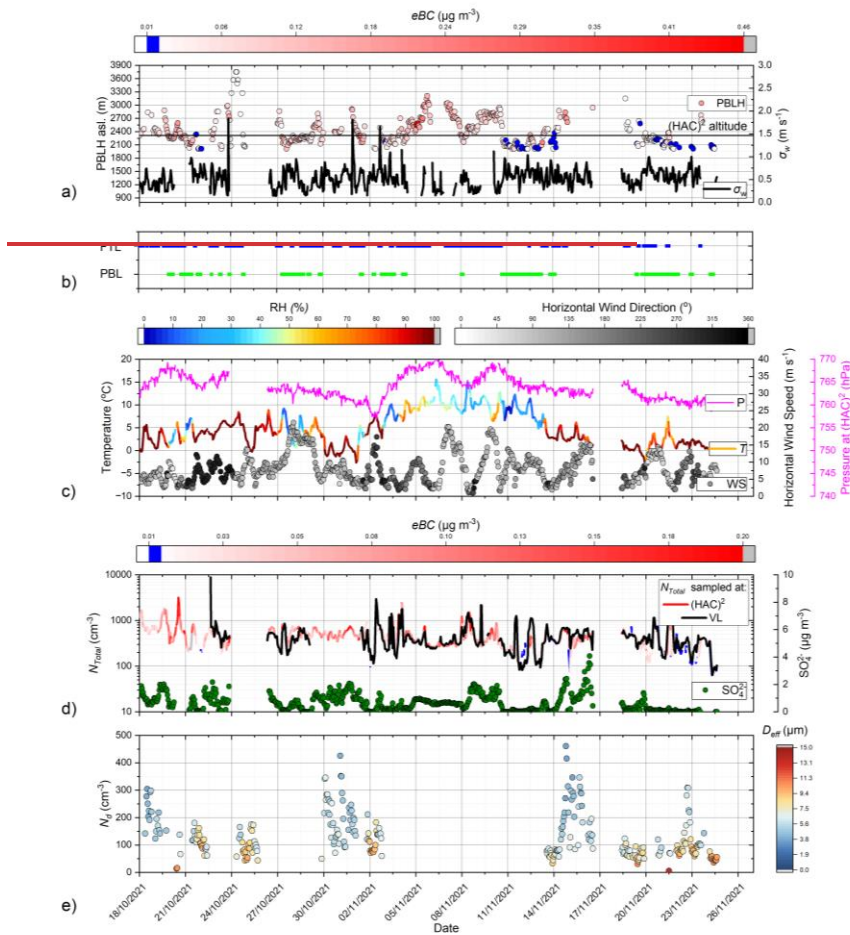 eBC (µg m⁻³)
0.01 0.06 0.12 0.18 0.24 0.29 0.35 0.41 0.46
3900 3.0
3600
3300 2.5
3000 PBLH
2700 2.0
2400 (HAC)² altitude
2100 1.5
1800
1500 1.0
1200 0.5
900 σw
0.0
PBLH asl. (m)
σw (m s⁻¹)
a)
PBL
b)
RH (%) Horizontal Wind Direction (º)
0 10 20 30 40 50 60 70 80 90 100 0 45 90 135 180 225 270 315 360
20 40 770
15 35 765
10 30 P 760
5 25 755
0 20 T 750
15
−5 10 WS 745
5
−10 0 740
Temperature (ºC)
Horizontal Wind Speed (m s⁻¹)
Pressure at (HAC)² (hPa)
c)
eBC (µg m⁻³)
0.01 0.03 0.05 0.08 0.10 0.13 0.15 0.17 0.20
10000 10
N_Total sampled at:
(HAC)²
VL
1000 8
6
100 4
2
SO₄²⁻
10 0
N_Total (cm⁻³)
SO₄²⁻ (µg m⁻³)
d)
D_eff (µm)
500 15.0
400 13.1
11.3
300 9.4
7.5
200 5.6
100 3.8
1.9
0 0.0
N_d (cm⁻³)
e)
18/10/2021 21/10/2021 24/10/2021 27/10/2021 30/10/2021 02/11/2021 05/11/2021 08/11/2021 11/11/2021 14/11/2021 17/11/2021 20/11/2021 23/11/2021 26/11/2021
Date